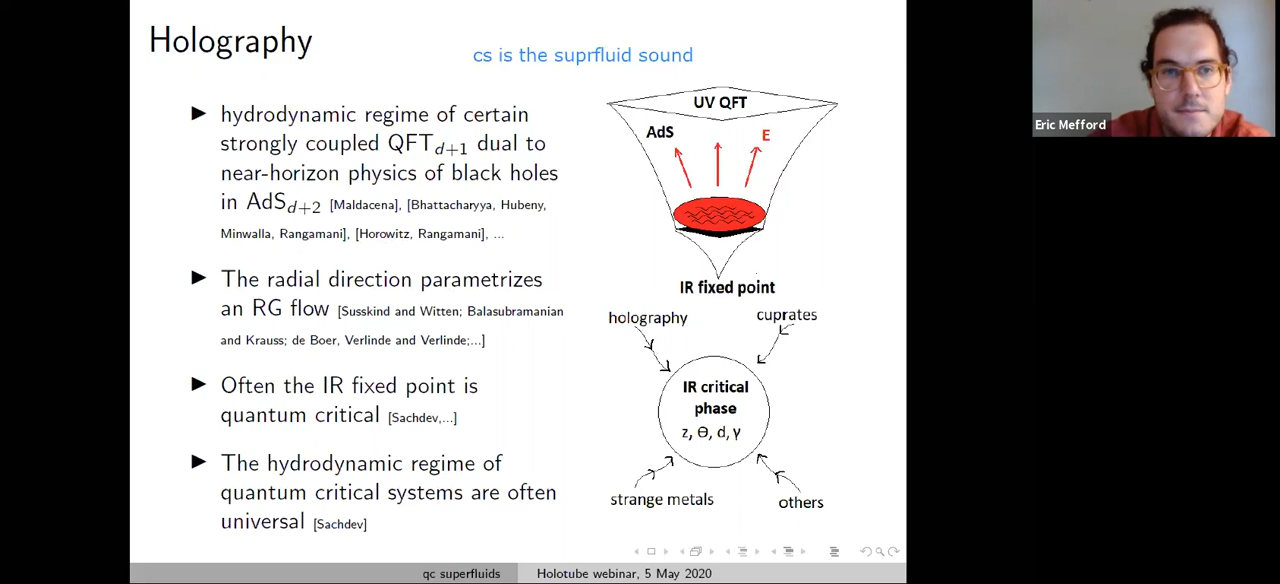 Holography
cs is the suprfluid sound
► hydrodynamic regime of certain
strongly coupled QFT_{d+1} dual to
near-horizon physics of black holes
in AdS_{d+2} [Maldacena], [Bhattacharyya, Hubeny,
Minwalla, Rangamani], [Horowitz, Rangamani], ...
► The radial direction parametrizes
an RG flow [Susskind and Witten; Balasubramanian
and Krauss; de Boer, Verlinde and Verlinde;...]
► Often the IR fixed point is
quantum critical [Sachdev,...]
► The hydrodynamic regime of
quantum critical systems are often
universal [Sachdev]
UV QFT
AdS
E
IR fixed point
holography
cuprates
IR critical
phase
z, ϴ, d, γ
strange metals
others
qc superfluids
Holotube webinar, 5 May 2020
Eric Mefford